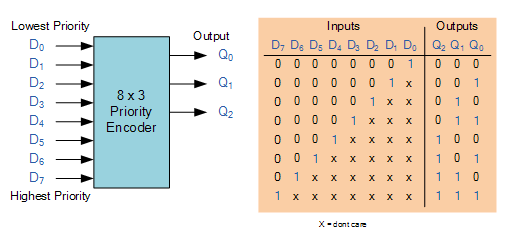 Lowest Priority
D₀
D₁
D₂
D₃
D₄
D₅
D₆
D₇
Highest Priority
8 x 3
Priority
Encoder
Output
Q₀
Q₁
Q₂
Inputs Outputs
D₇ D₆ D₅ D₄ D₃ D₂ D₁ D₀ Q₂ Q₁ Q₀
0 0 0 0 0 0 0 1 0 0 0
0 0 0 0 0 0 1 x 0 0 1
0 0 0 0 0 1 x x 0 1 0
0 0 0 0 1 x x x 0 1 1
0 0 0 1 x x x x 1 0 0
0 0 1 x x x x x 1 0 1
0 1 x x x x x x 1 1 0
1 x x x x x x x 1 1 1
X = dont care